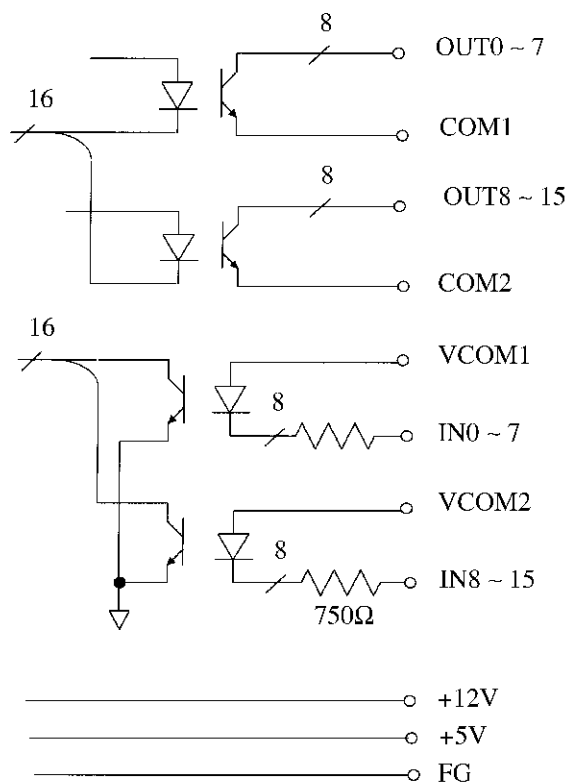 8
OUT0 ~ 7
16
COM1
8
OUT8 ~ 15
COM2
16
VCOM1
8
IN0 ~ 7
VCOM2
8
IN8 ~ 15
750Ω
+12V
+5V
FG